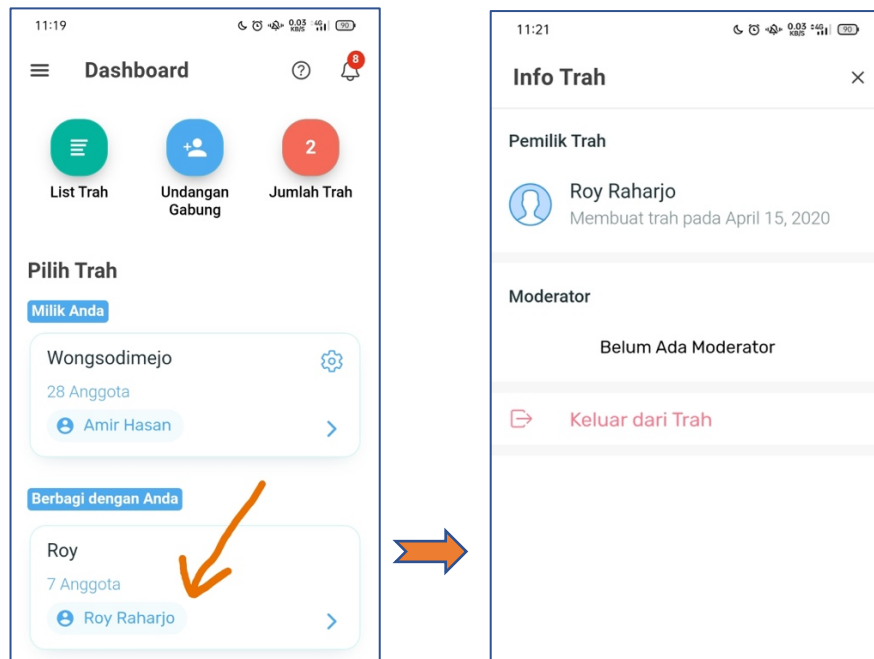 11:19
0.03 KB/S 4G 90
Dashboard
8
2
List Trah
Undangan Gabung
Jumlah Trah
Pilih Trah
Milik Anda
Wongsodimejo
28 Anggota
Amir Hasan
Berbagi dengan Anda
Roy
7 Anggota
Roy Raharjo
11:21
0.03 KB/S 4G 90
Info Trah
Pemilik Trah
Roy Raharjo
Membuat trah pada April 15, 2020
Moderator
Belum Ada Moderator
Keluar dari Trah